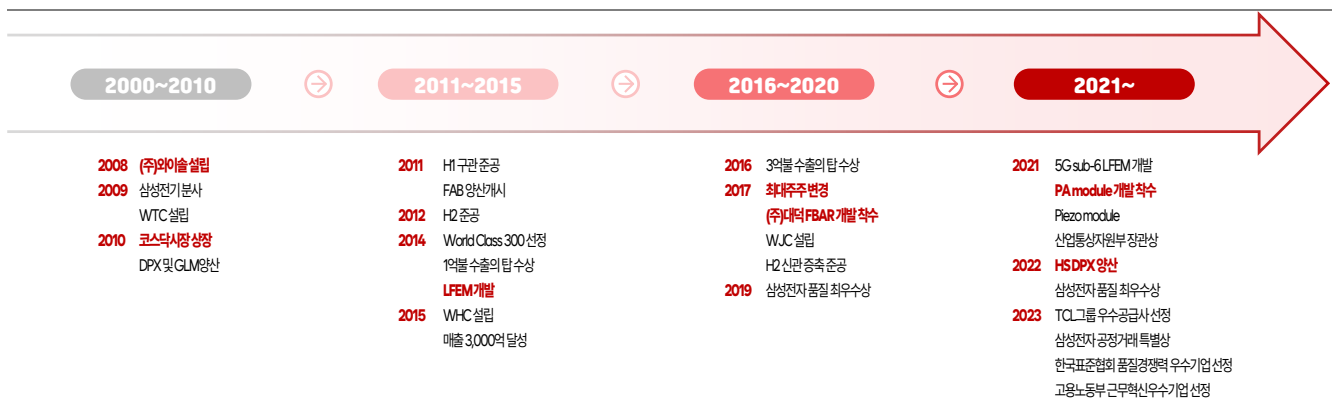 2000~2010
2008 (주)와이솔 설립
2009 삼성전기 분사
WTC 설립
2010 코스닥시장 상장
DPX 및 GLM양산
2011~2015
2011 H1 구관 준공
FAB 양산개시
2012 H2 준공
2014 World Class 300 선정
1억불 수출의 탑 수상
LFEM 개발
2015 WHC 설립
매출 3,000억 달성
2016~2020
2016 3억불 수출의 탑 수상
2017 최대주주 변경
(주)대덕 FBAR 개발 착수
WJC 설립
H2 신관 증축 준공
2019 삼성전자 품질 최우수상
2021~
2021 5G sub-6 LFEM 개발
PA module 개발 착수
Piezo module
산업통상자원부 장관상
2022 HS DPX 양산
삼성전자 품질 최우수상
2023 TCL그룹 우수공급사 선정
삼성전자 공정거래 특별상
한국표준협회 품질경쟁력 우수기업 선정
고용노동부 근무혁신우수기업 선정